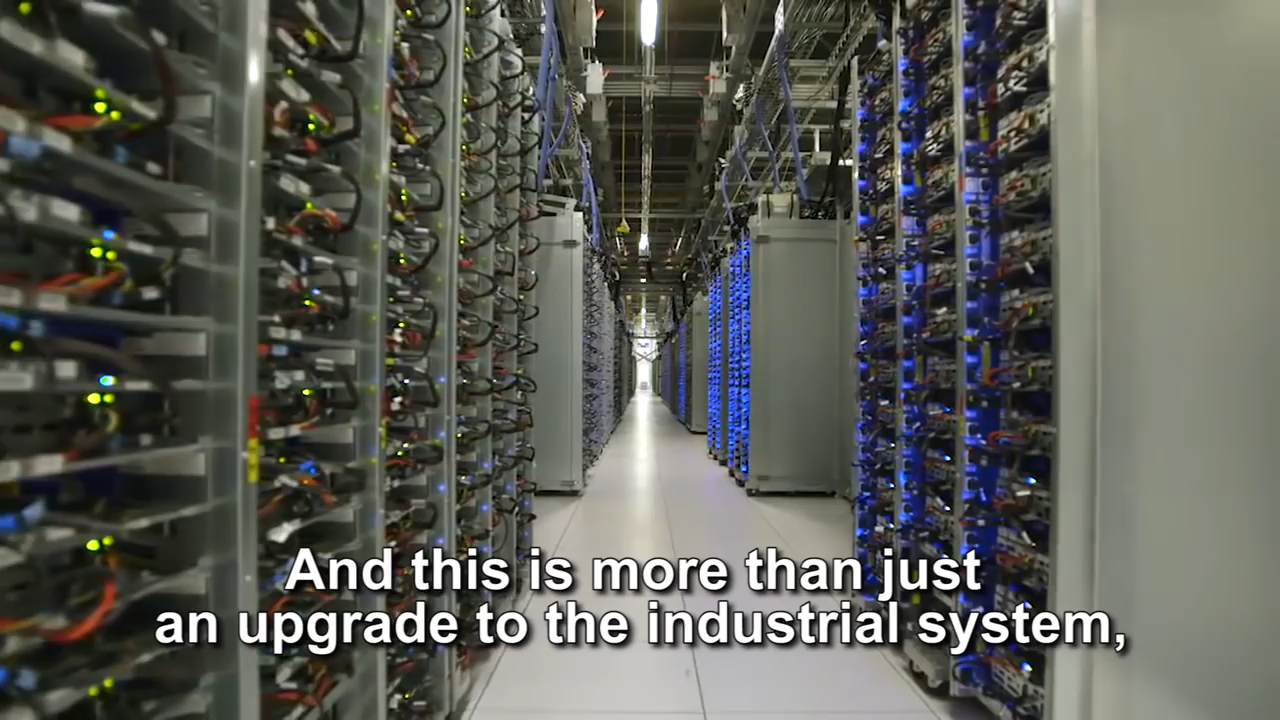 And this is more than just
an upgrade to the industrial system,